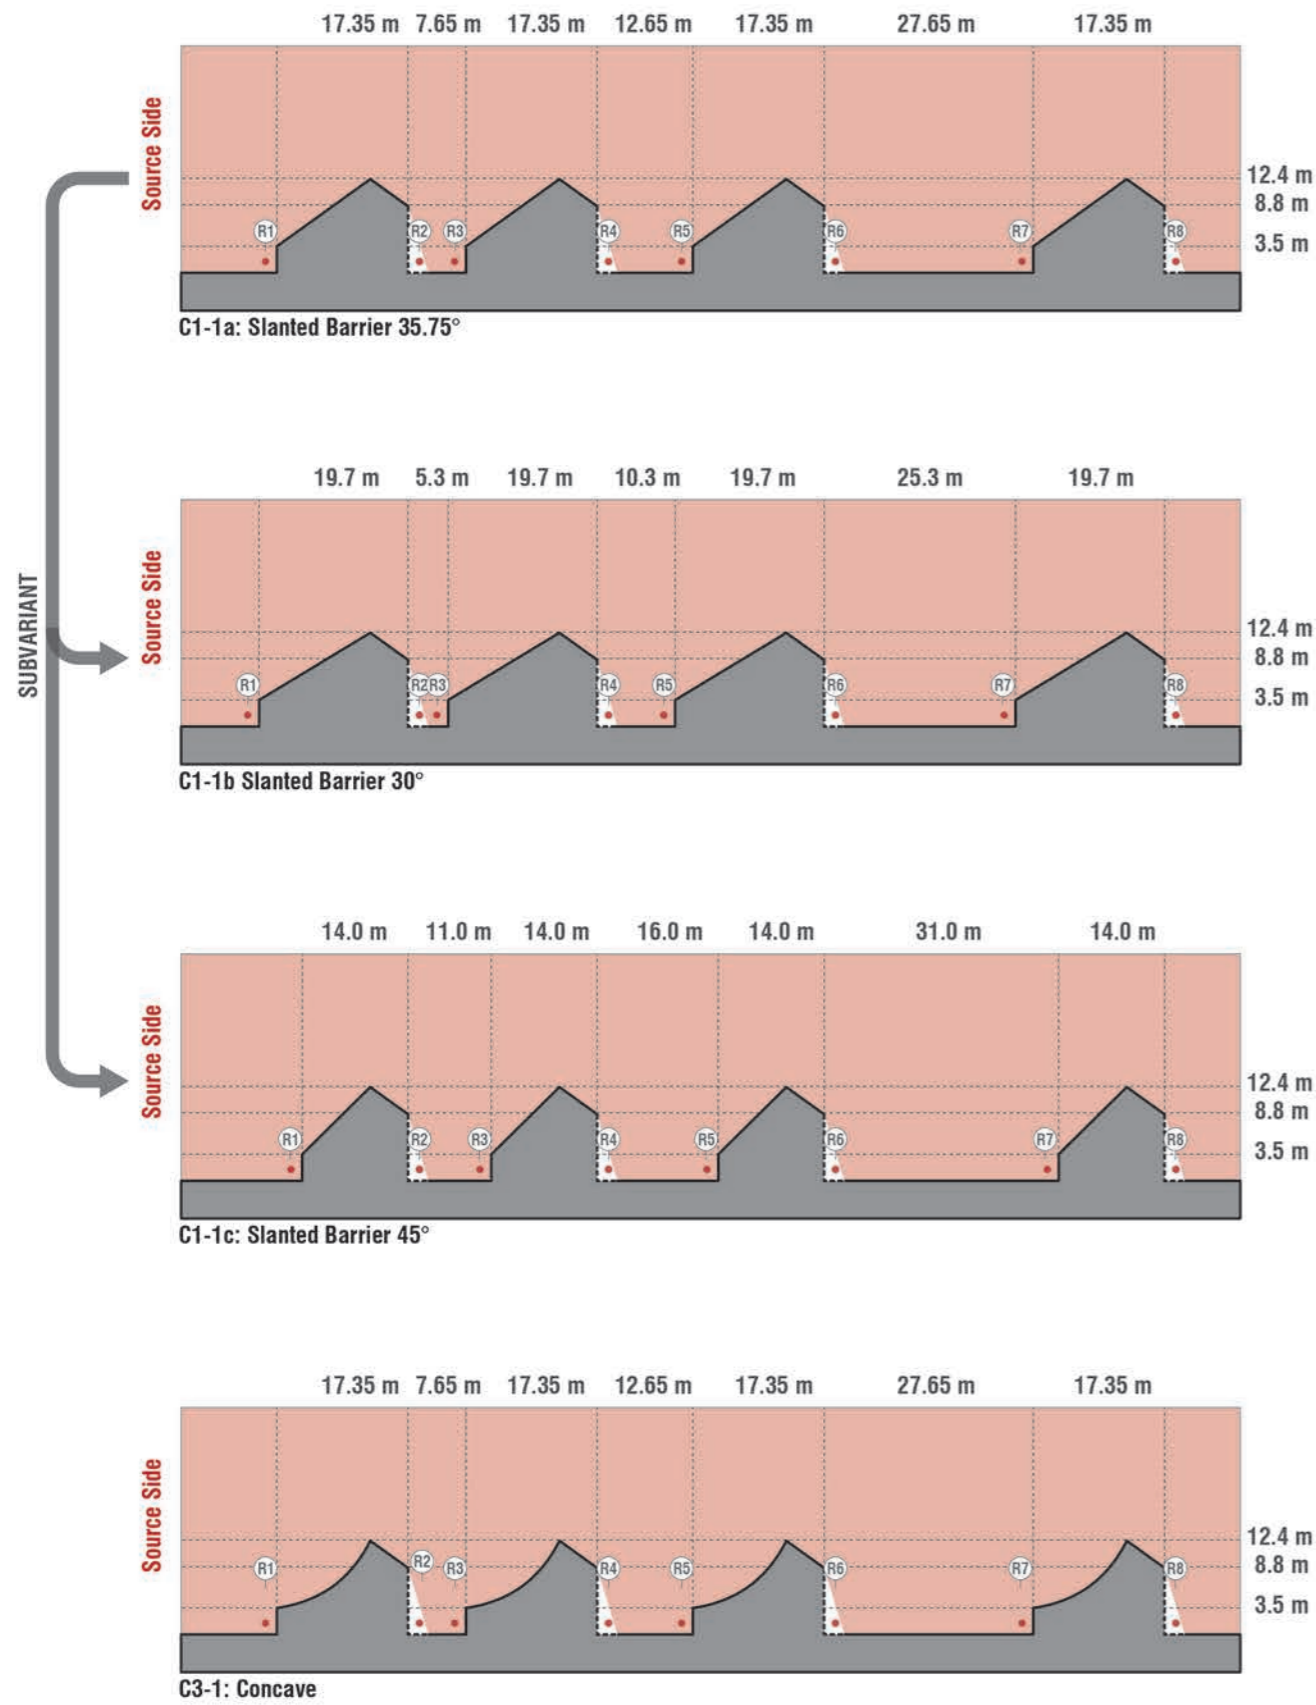 17.35 m 7.65 m 17.35 m 12.65 m 17.35 m 27.65 m 17.35 m
Source Side
12.4 m
8.8 m
3.5 m
R1 R2 R3 R4 R5 R6 R7 R8
C1-1a: Slanted Barrier 35.75°
SUBVARIANT
19.7 m 5.3 m 19.7 m 10.3 m 19.7 m 25.3 m 19.7 m
Source Side
12.4 m
8.8 m
3.5 m
R1 R2 R3 R4 R5 R6 R7 R8
C1-1b Slanted Barrier 30°
14.0 m 11.0 m 14.0 m 16.0 m 14.0 m 31.0 m 14.0 m
Source Side
12.4 m
8.8 m
3.5 m
R1 R2 R3 R4 R5 R6 R7 R8
C1-1c: Slanted Barrier 45°
17.35 m 7.65 m 17.35 m 12.65 m 17.35 m 27.65 m 17.35 m
Source Side
12.4 m
8.8 m
3.5 m
R1 R2 R3 R4 R5 R6 R7 R8
C3-1: Concave